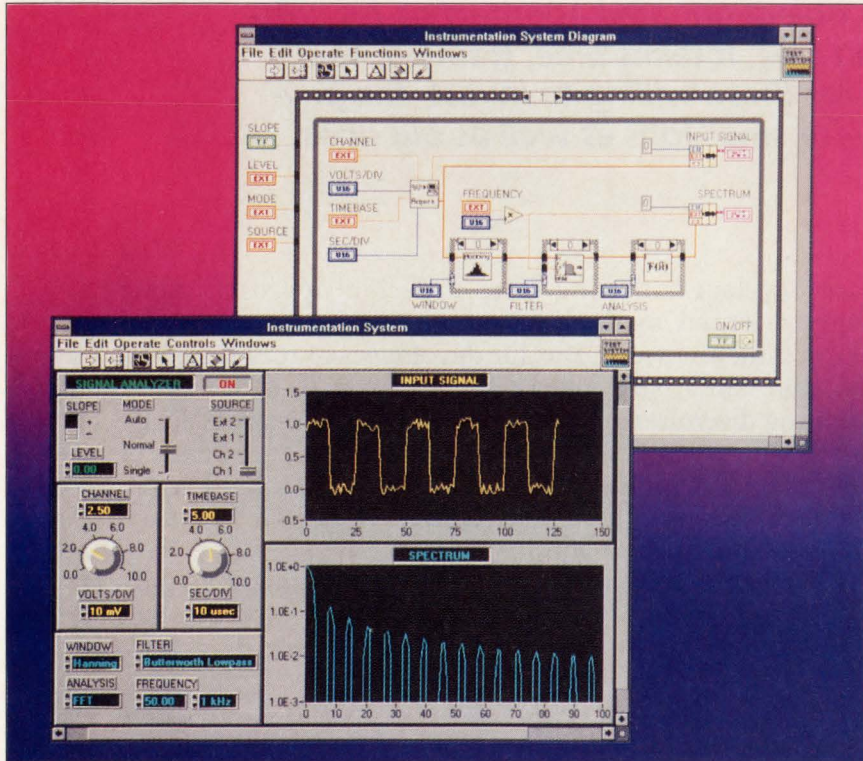 Instrumentation System Diagram
File Edit Operate Functions Windows
TEST
SLOPE
TF
LEVEL
EXT
MODE
EXT
SOURCE
EXT
CHANNEL
EXT
VOLTS/DIV
U16
TIMEBASE
EXT
SEC/DIV
U16
FREQUENCY
EXT
U16
x
0
INPUT SIGNAL
0
SPECTRUM
0
0
0
U16
WINDOW
U16
FILTER
U16
ANALYSIS
ON/OFF
TF
Instrumentation System
File Edit Operate Controls Windows
TEST
SIGNAL ANALYZER
ON
SLOPE
+
-
LEVEL
0.00
MODE
Auto
Normal
Single
SOURCE
Ext 2
Ext 1
Ch 2
Ch 1
CHANNEL
2.50
4.0 6.0
2.0 8.0
0.0 10.0
VOLTS/DIV
10 mV
TIMEBASE
5.00
4.0 6.0
2.0 8.0
0.0 10.0
SEC/DIV
10 usec
WINDOW
Hanning
FILTER
Butterworth Lowpass
ANALYSIS
FFT
FREQUENCY
50.00
1 kHz
INPUT SIGNAL
1.5
1.0
0.5
0.0
-0.5
0 25 50 75 100 125 150
SPECTRUM
1.0E+0
1.0E-1
1.0E-2
1.0E-3
0 10 20 30 40 50 60 70 80 90 100